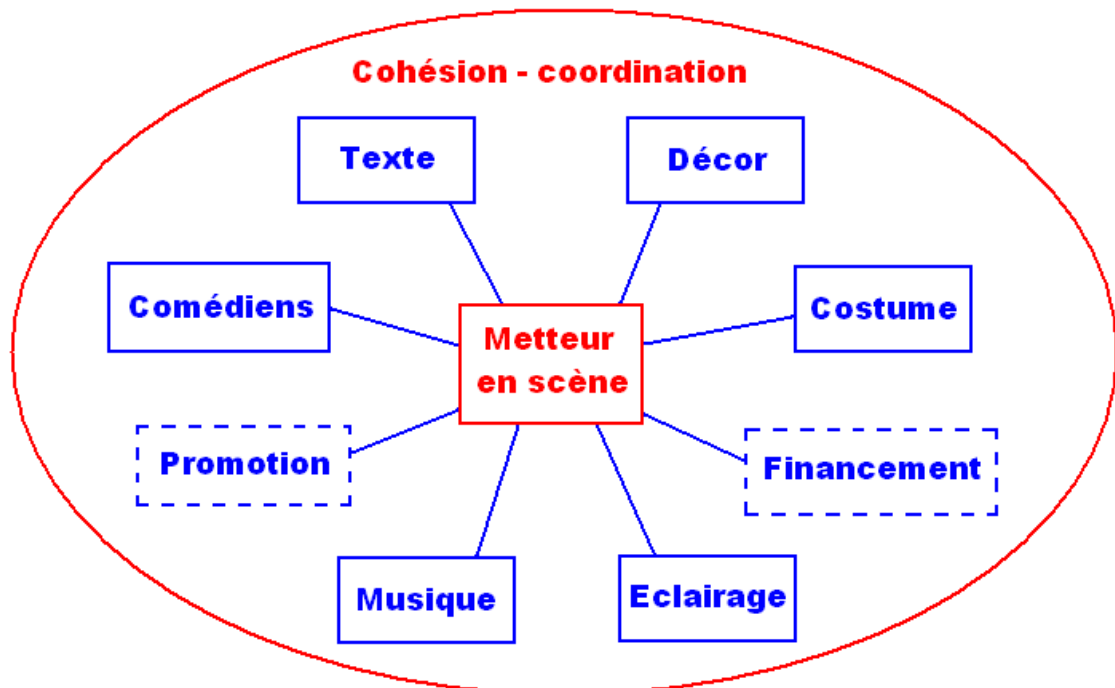 Cohésion - coordination
Texte
Décor
Comédiens
Costume
Metteur
en scène
Promotion
Financement
Musique
Eclairage